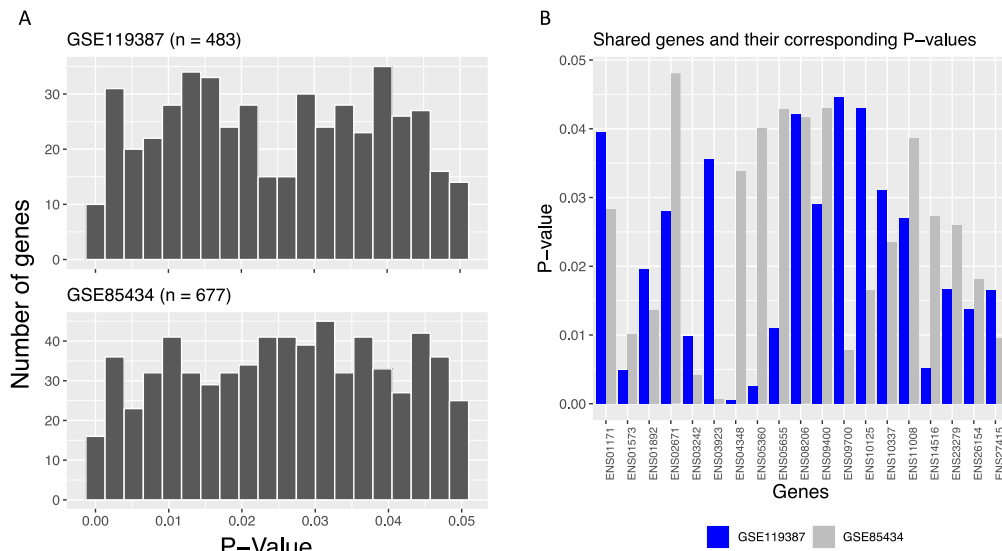 A
GSE119387 (n = 483)
30
20
10
0
GSE85434 (n = 677)
40
30
20
10
0
0.00 0.01 0.02 0.03 0.04 0.05
P-Value
Number of genes
B
Shared genes and their corresponding P-values
0.05
0.04
0.03
0.02
0.01
0.00
P-value
ENS01171
ENS01573
ENS01892
ENS02671
ENS03242
ENS03923
ENS04348
ENS05360
ENS05655
ENS08206
ENS09400
ENS09700
ENS10125
ENS10337
ENS11008
ENS14516
ENS23279
ENS26154
ENS27415
Genes
GSE119387 GSE85434